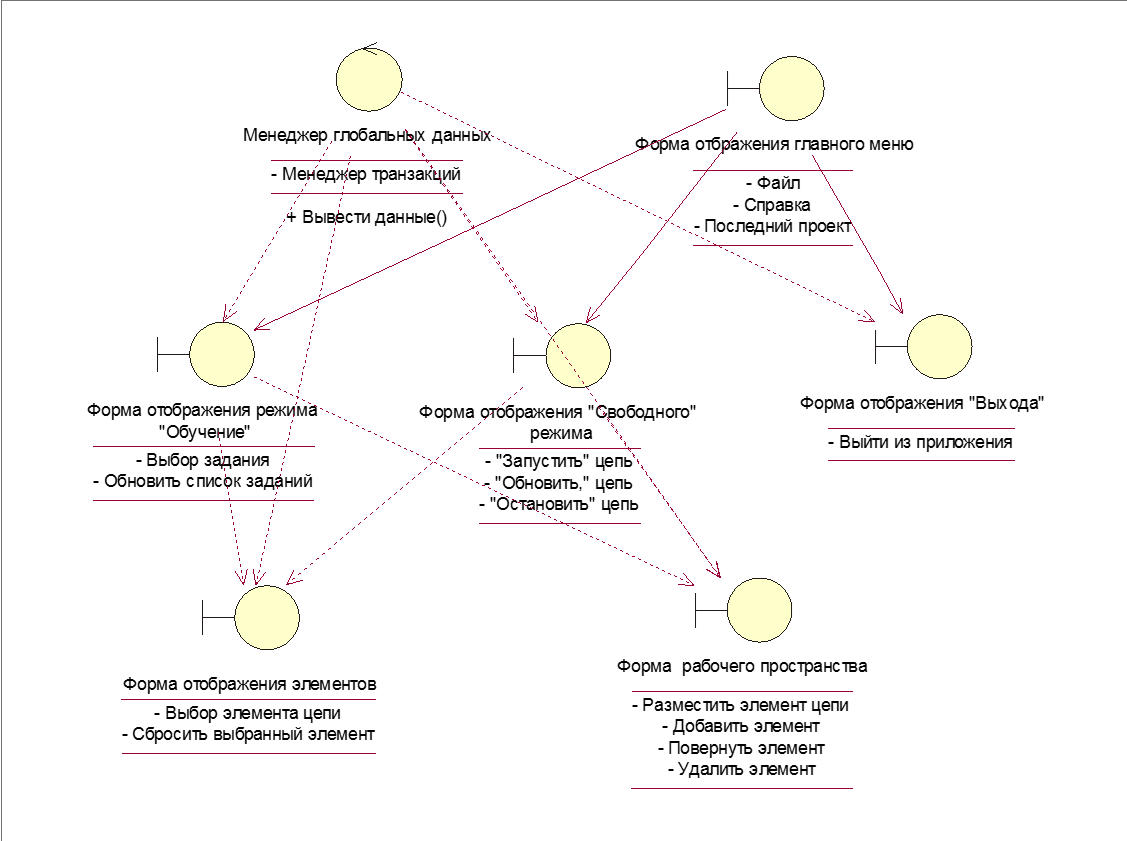 Менеджер глобальных данных
- Менеджер транзакций
+ Вывести данные()
Форма отбражения главного меню
- Файл
- Справка
- Последний проект
Форма отображения режима
"Обучение"
- Выбор задания
- Обновить список заданий
Форма отображения "Свободного"
режима
- "Запустить" цепь
- "Обновить," цепь
- "Остановить" цепь
Форма отображения "Выхода"
- Выйти из приложения
Форма отображения элементов
- Выбор элемента цепи
- Сбросить выбранный элемент
Форма рабочего пространства
- Разместить элемент цепи
- Добавить элемент
- Повернуть элемент
- Удалить элемент